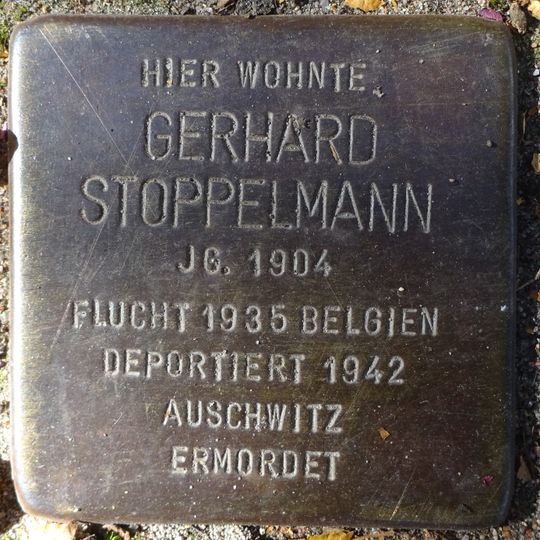 HIER WOHNTE
GERHARD
STOPPELMANN
JG. 1904
FLUCHT 1935 BELGIEN
DEPORTIERT 1942
AUSCHWITZ
ERMORDET